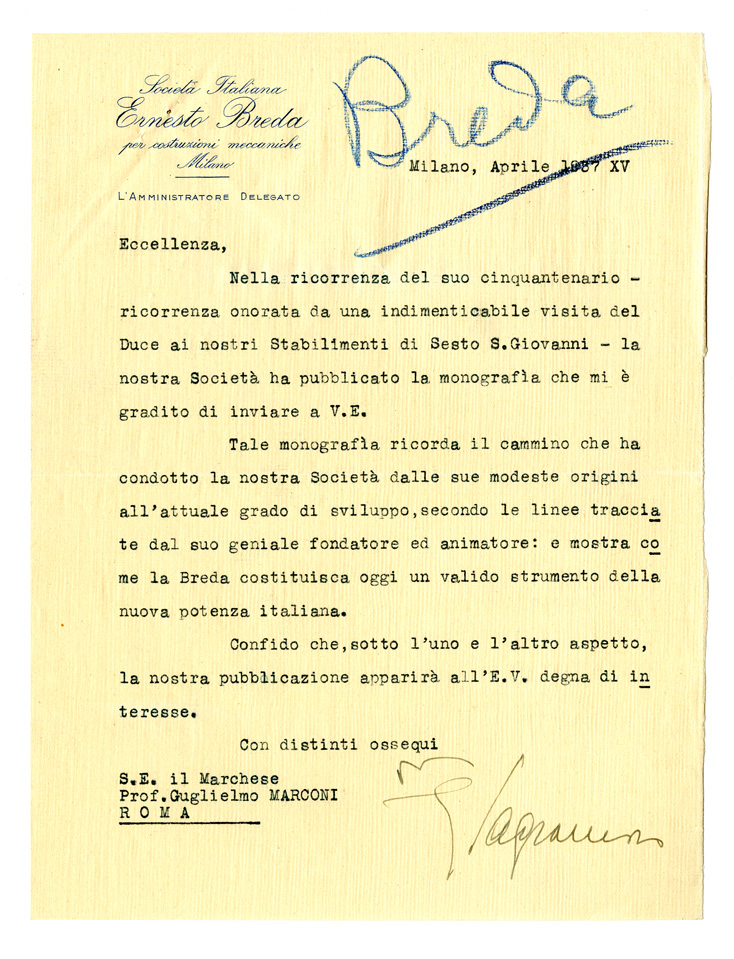 Società Italiana
Ernesto Breda
per costruzioni meccaniche
Milano
L'AMMINISTRATORE DELEGATO
Breda
Milano, Aprile 1937 XV
Eccellenza,
Nella ricorrenza del suo cinquantenario –
ricorrenza onorata da una indimenticabile visita del
Duce ai nostri Stabilimenti di Sesto S.Giovanni – la
nostra Società ha pubblicato la monografìa che mi è
gradito di inviare a V.E.
Tale monografìa ricorda il cammino che ha
condotto la nostra Società dalle sue modeste origini
all'attuale grado di sviluppo,secondo le linee traccia
te dal suo geniale fondatore ed animatore: e mostra co
me la Breda costituisca oggi un valido strumento della
nuova potenza italiana.
Confido che,sotto l'uno e l'altro aspetto,
la nostra pubblicazione apparirà all'E.V. degna di in
teresse.
Con distinti ossequi
S.E. il Marchese
Prof.Guglielmo MARCONI
R O M A